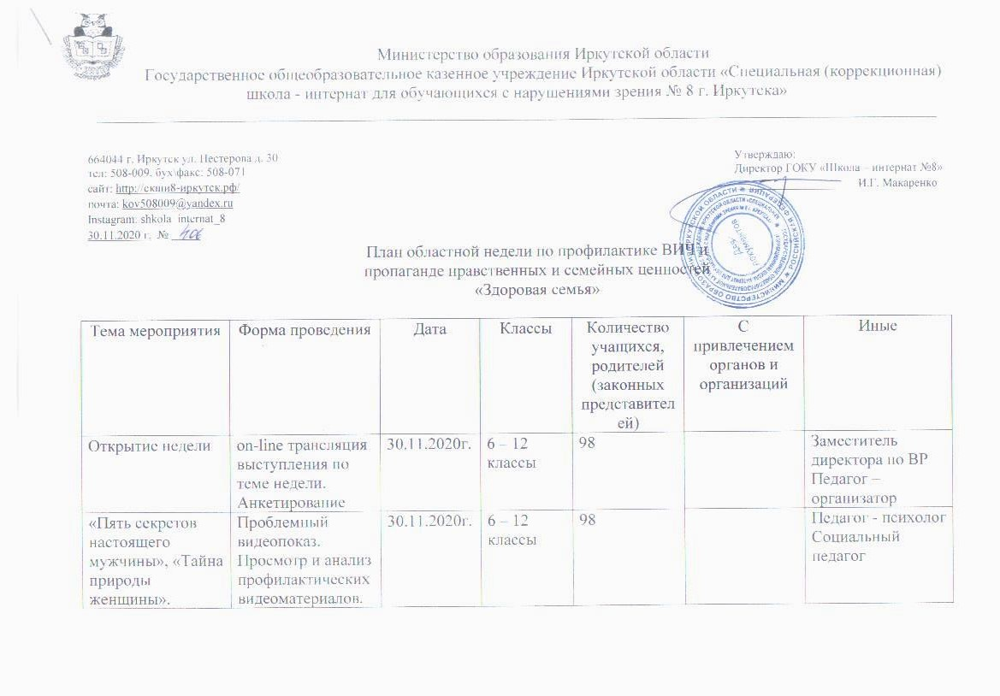 Министерство образования Иркутской области
Государственное общеобразовательное казенное учреждение Иркутской области «Специальная (коррекционная)
школа - интернат для обучающихся с нарушениями зрения № 8 г. Иркутска»
664044 г. Иркутск ул. Пестерова д. 30
тел: 508-009. бух\факс: 508-071
сайт: http://скши8-иркутск.рф/
почта: kov508009@yandex.ru
Instagram: shkola_internat_8
30.11.2020 г. № 406
Утверждаю:
Директор ГОКУ «Школа – интернат №8»
И.Г. Макаренко
Для
документов
План областной недели по профилактике ВИЧ и
пропаганде нравственных и семейных ценностей
«Здоровая семья»
Тема мероприятия
Форма проведения
Дата
Классы
Количество
учащихся,
родителей
(законных
представител
ей)
С
привлечением
органов и
организаций
Иные
Открытие недели
on-line трансляция
выступления по
теме недели.
Анкетирование
30.11.2020г.
6 – 12
классы
98
Заместитель
директора по ВР
Педагог –
организатор
«Пять секретов
настоящего
мужчины», «Тайна
природы
женщины».
Проблемный
видеопоказ.
Просмотр и анализ
профилактических
видеоматериалов.
30.11.2020г.
6 – 12
классы
98
Педагог - психолог
Социальный
педагог